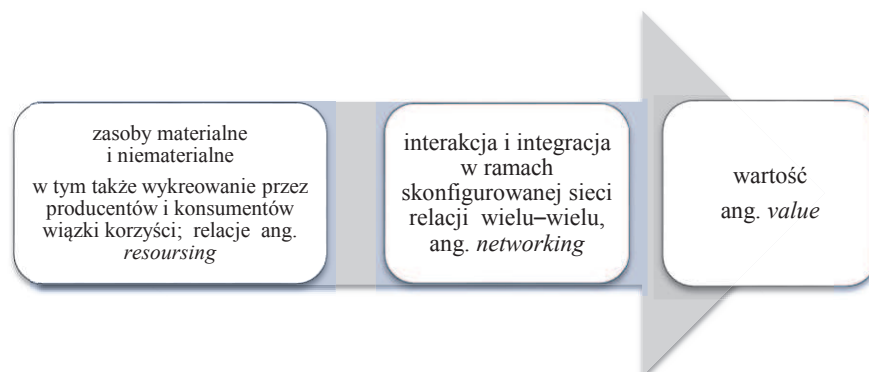 zasoby materialne
i niematerialne
w tym także wykreowanie przez
producentów i konsumentów
wiązki korzyści; relacje ang.
resoursing
interakcja i integracja
w ramach
skonfigurowanej sieci
relacji wielu–wielu,
ang. networking
wartość
ang. value